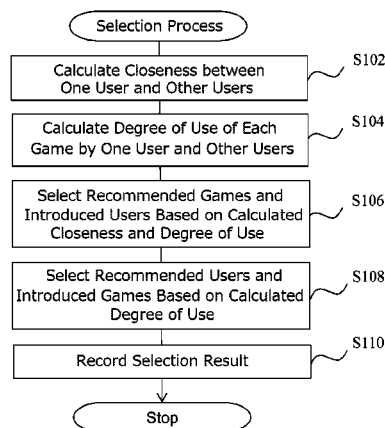 Selection Process
S102
Calculate Closeness between
One User and Other Users
S104
Calculate Degree of Use of Each
Game by One User and Other Users
S106
Select Recommended Games and
Introduced Users Based on Calculated
Closeness and Degree of Use
S108
Select Recommended Users and
Introduced Games Based on Calculated
Degree of Use
S110
Record Selection Result
Stop